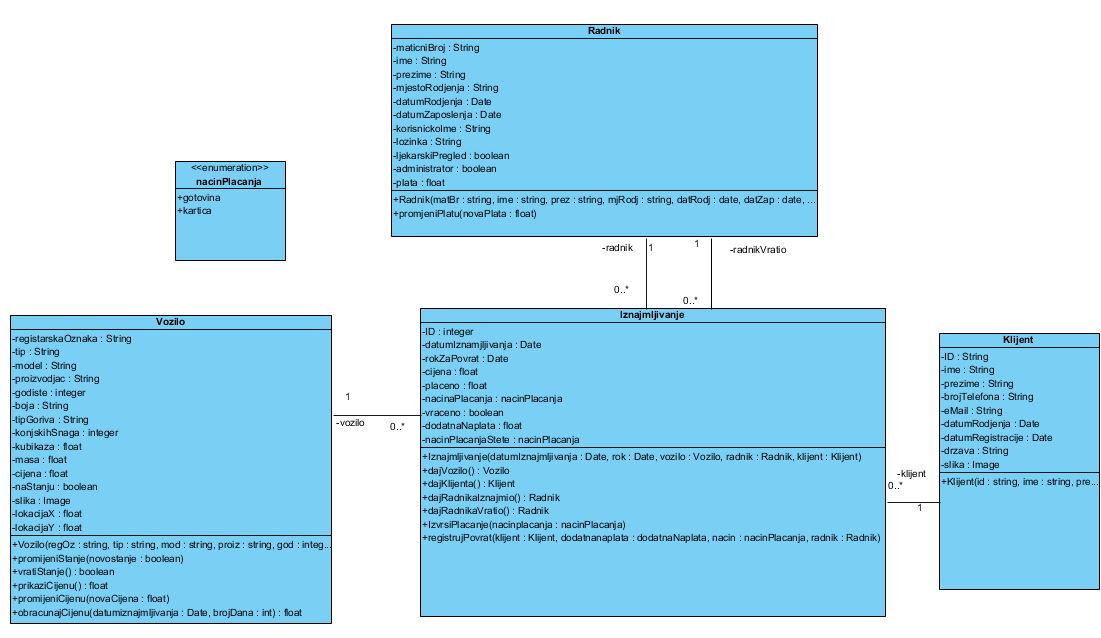 Radnik
-maticniBroj : String
-ime : String
-prezime : String
-mjestoRodjenja : String
-datumRodjenja : Date
-datumZaposlenja : Date
-korisnickoIme : String
-lozinka : String
-ljekarskiPregled : boolean
-administrator : boolean
-plata : float
+Radnik(matBr : string, ime : string, prez : string, mjRodj : string, datRodj : date, datZap : date, ...
+promjeniPlatu(novaPlata : float)
<<enumeration>>
nacinPlacanja
+gotovina
+kartica
-radnik
1
1
-radnikVratio
0..*
0..*
Vozilo
-registarskaOznaka : String
-tip : String
-model : String
-proizvodjac : String
-godiste : integer
-boja : String
-tipGoriva : String
-konjskihSnaga : integer
-kubikaza : float
-masa : float
-cijena : float
-naStanju : boolean
-slika : Image
-lokacijaX : float
-lokacijaY : float
+Vozilo(regOz : string, tip : string, mod : string, proiz : string, god : integ...
+promijeniStanje(novostanje : boolean)
+vratiStanje() : boolean
+prikaziCijenu() : float
+promijeniCijenu(novaCijena : float)
+obracunajCijenu(datumiznajmljivanja : Date, brojDana : int) : float
1
-vozilo
0..*
Iznajmljivanje
-ID : integer
-datumIznamjljivanja : Date
-rokZaPovrat : Date
-cijena : float
-placeno : float
-nacinaPlacanja : nacinPlacanja
-vraceno : boolean
-dodatnaNaplata : float
-nacinPlacanjaStete : nacinPlacanja
+Iznajmljivanje(datumIznajmljivanja : Date, rok : Date, vozilo : Vozilo, radnik : Radnik, klijent : Klijent)
+dajVozilo() : Vozilo
+dajKlijenta() : Klijent
+dajRadnikaIznajmio() : Radnik
+dajRadnikaVratio() : Radnik
+IzvrsiPlacanje(nacinplacanja : nacinPlacanja)
+registrujPovrat(klijent : Klijent, dodatnanaplata : dodatnaNaplata, nacin : nacinPlacanja, radnik : Radnik)
-klijent
0..*
1
Klijent
-ID : String
-ime : String
-prezime : String
-brojTelefona : String
-eMail : String
-datumRodjenja : Date
-datumRegistracije : Date
-drzava : String
-slika : Image
+Klijent(id : string, ime : string, pre...